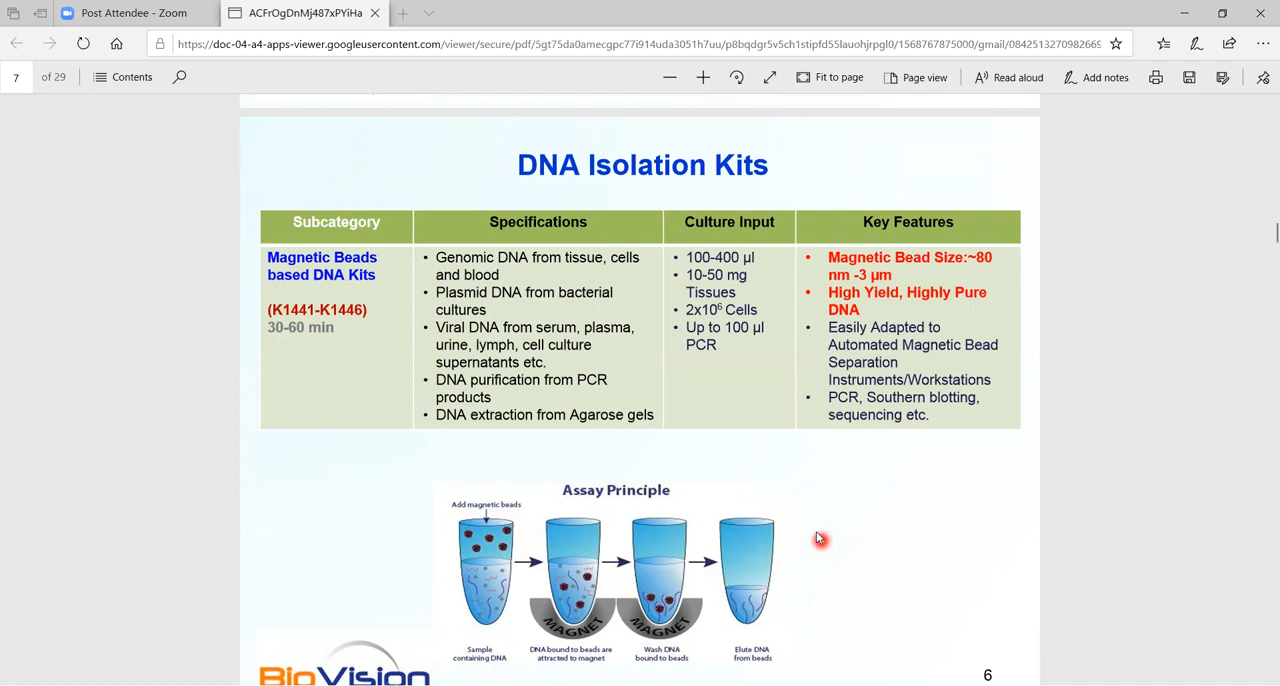 Post Attendee - Zoom
ACFrOgDnMj487xPYiHa
https://doc-04-a4-apps-viewer.googleusercontent.com/viewer/secure/pdf/5gt75da0amecgpc77i914uda3051h7uu/p8bqdgr5v5ch1stipfd55lauohjrpgl0/1568767875000/gmail/0842513270982669
7 of 29
Contents
Fit to page
Page view
Read aloud
Add notes
DNA Isolation Kits
Subcategory
Specifications
Culture Input
Key Features
Magnetic Beads
based DNA Kits
(K1441-K1446)
30-60 min
• Genomic DNA from tissue, cells
and blood
• Plasmid DNA from bacterial
cultures
• Viral DNA from serum, plasma,
urine, lymph, cell culture
supernatants etc.
• DNA purification from PCR
products
• DNA extraction from Agarose gels
• 100-400 µl
• 10-50 mg
Tissues
• 2x10⁶ Cells
• Up to 100 µl
PCR
• Magnetic Bead Size:~80
nm -3 µm
• High Yield, Highly Pure
DNA
• Easily Adapted to
Automated Magnetic Bead
Separation
Instruments/Workstations
• PCR, Southern blotting,
sequencing etc.
Assay Principle
Add magnetic beads
MAGNET
MAGNET
Sample
containing DNA
DNA bound to beads are
attracted to magnet
Wash DNA
bound to beads
Elute DNA
from beads
BioVision
6